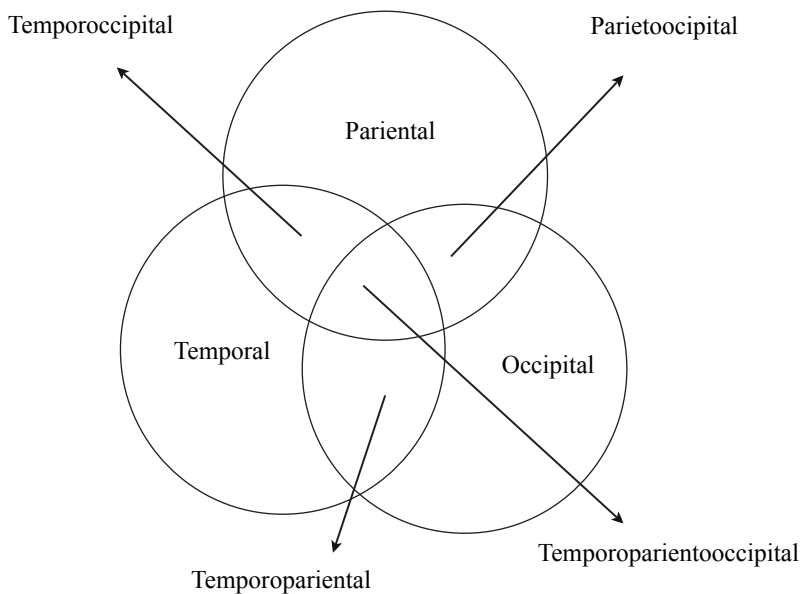 Temporoccipital
Parietoocipital
Pariental
Temporal
Occipital
Temporoparientooccipital
Temporopariental